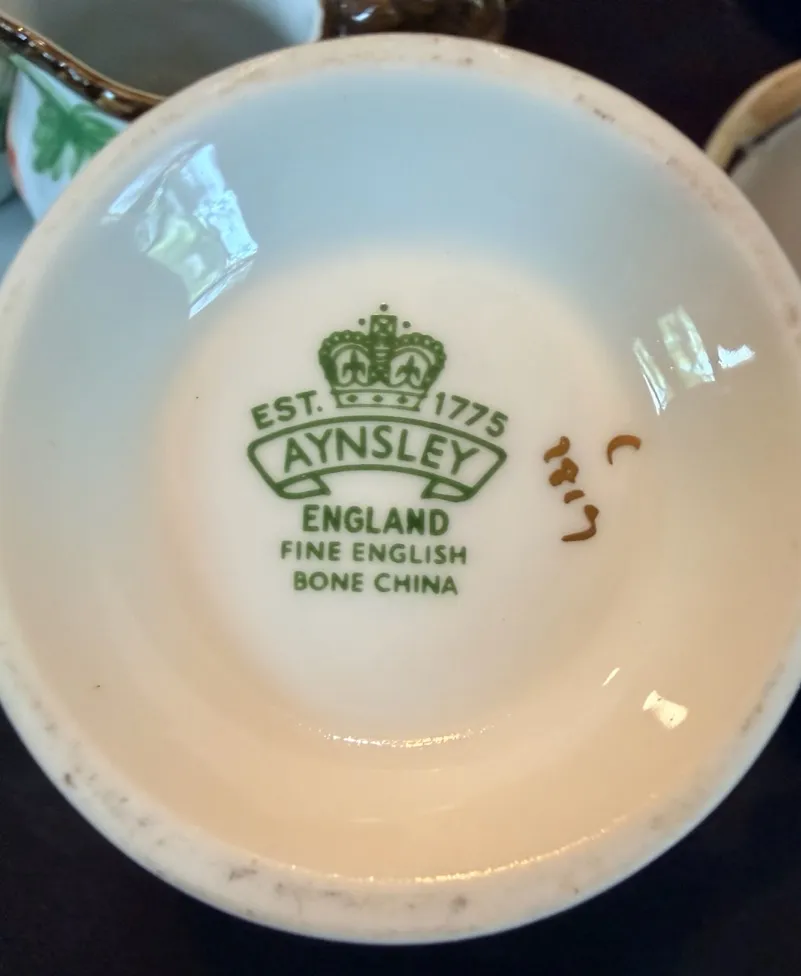 EST. 1775
AYNSLEY
ENGLAND
FINE ENGLISH
BONE CHINA
C